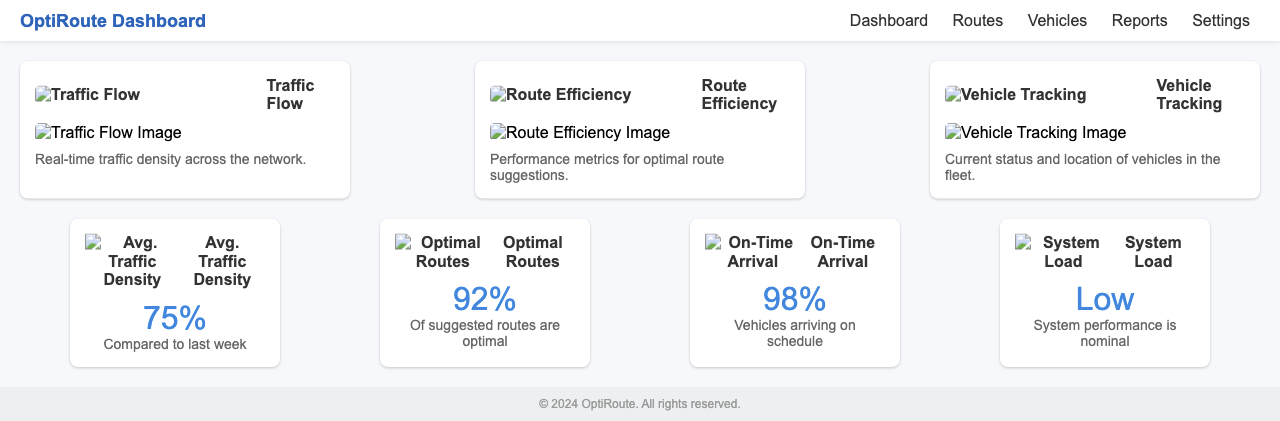 OptiRoute Dashboard
Dashboard Routes Vehicles Reports Settings
Traffic Flow
Traffic
Flow
Traffic Flow Image
Real-time traffic density across the network.
Route Efficiency
Route
Efficiency
Route Efficiency Image
Performance metrics for optimal route
suggestions.
Vehicle Tracking
Vehicle
Tracking
Vehicle Tracking Image
Current status and location of vehicles in the
fleet.
Avg.
Traffic
Density
Avg.
Traffic
Density
75%
Compared to last week
Optimal
Routes
Optimal
Routes
92%
Of suggested routes are
optimal
On-Time
Arrival
On-Time
Arrival
98%
Vehicles arriving on
schedule
System
Load
System
Load
Low
System performance is
nominal
© 2024 OptiRoute. All rights reserved.